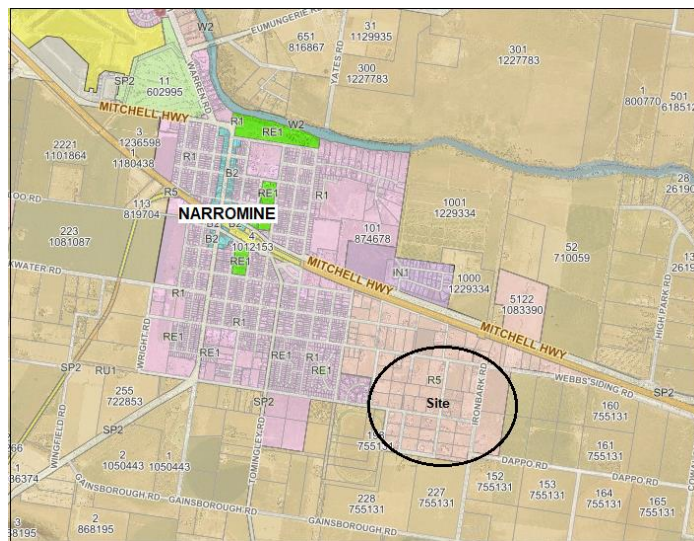 W2
EUMUNGERIE RD
651
816867
31
1129935
YATES RD
300
1227783
301
1227783
1
800770
501
SP2
11
602995
WARREN RD
MITCHELL HWY
R1
W2
RE1
2221
1101864
3
1236598
1
1180438
R1
B2
RE1
R1
R5
113
819704
NARROMINE
B2
B2
4
1012153
RE1
101
874678
1001
1229334
28
223
1081087
52
710059
MITCHELL HWY
IN1
1000
1229334
5122
1083390
HIGH PARK RD
R1
MITCHELL HWY
WRIGHT RD
RE1
RE1
R1
RE1
R5
Site
IRONBARK RD
WEBBS SIDING RD
SP2
SP2
RU1
255
722853
SP2
160
755131
WINGFIELD RD
SP2
TOMINGLEY RD
755131
161
755131
DAPPO RD
DAPPO RD
2
1050443
1
1050443
GAINSBOROUGH RD
GAINSBOROUGH RD
228
755131
227
755131
152
755131
153
755131
164
755131
165
755131
GAINSBOROUGH RD
2
868195